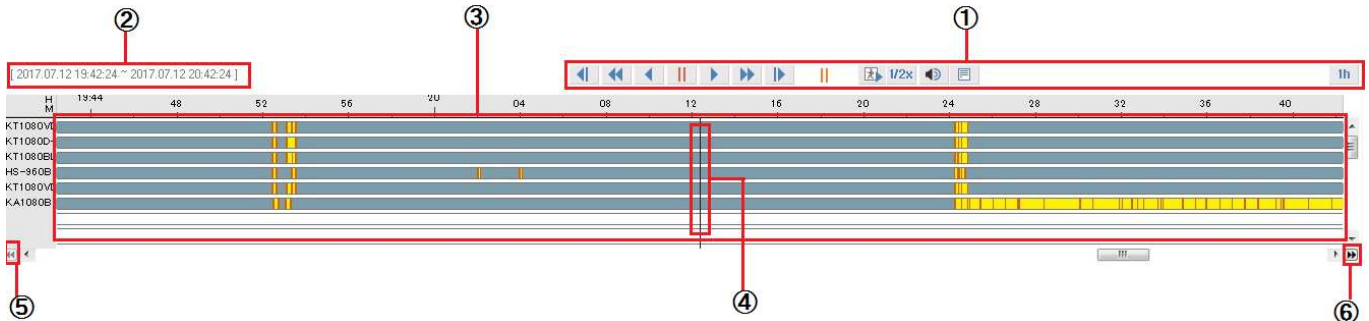 ② ③ ①
[ 2017.07.12 19:42:24 ~ 2017.07.12 20:42:24 ] 1/2x 1h
H 19:44 48 52 56 20 04 08 12 16 20 24 28 32 36 40
M
KT1080VD
KT1080D-
KT1080BL
HS-960B
KT1080VD
KA1080B
④
⑤ ⑥